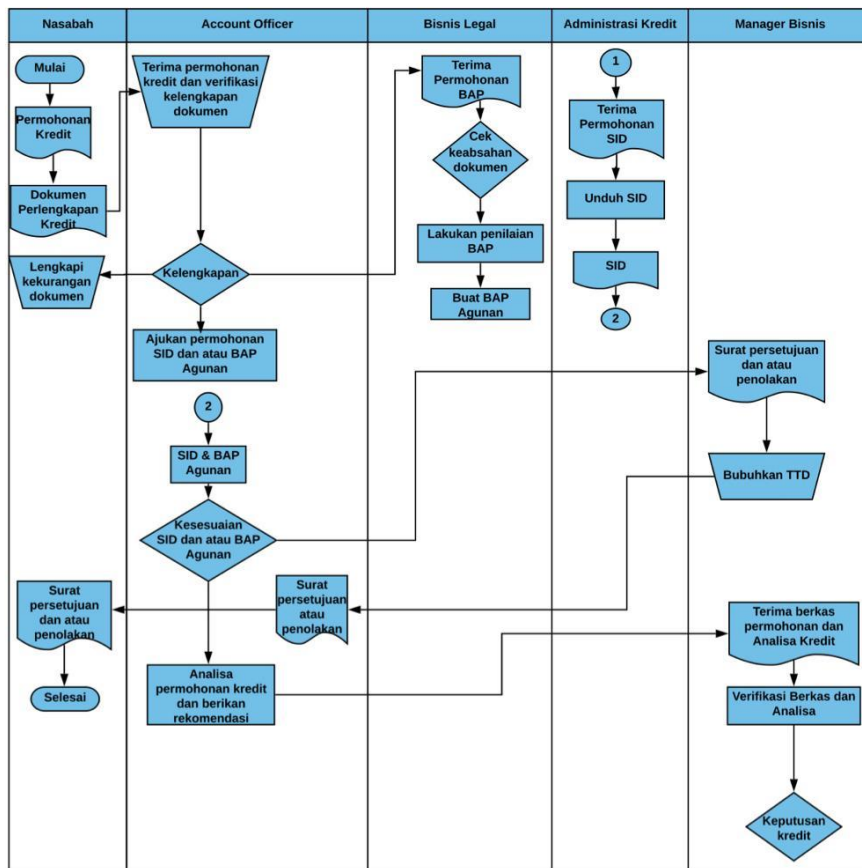 Nasabah
Account Officer
Bisnis Legal
Administrasi Kredit
Manager Bisnis
Mulai
Permohonan
Kredit
Dokumen
Perlengkapan
Kredit
Lengkapi
kekurangan
dokumen
Surat
persetujuan
dan atau
penolakan
Selesai
Terima permohonan
kredit dan verifikasi
kelengkapan
dokumen
Kelengkapan
Ajukan permohonan
SID dan atau BAP
Agunan
2
SID & BAP
Agunan
Kesesuaian
SID dan atau BAP
Agunan
Surat
persetujuan
atau
penolakan
Analisa
permohonan kredit
dan berikan
rekomendasi
Terima
Permohonan
BAP
Cek
keabsahan
dokumen
Lakukan penilaian
BAP
Buat BAP
Agunan
1
Terima
Permohonan
SID
Unduh SID
SID
2
Surat persetujuan
dan atau
penolakan
Bubuhkan TTD
Terima berkas
permohonan dan
Analisa Kredit
Verifikasi Berkas dan
Analisa
Keputusan
kredit